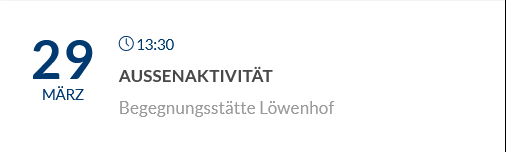 29
MÄRZ
13:30
AUSSENAKTIVITÄT
Begegnungsstätte Löwenhof